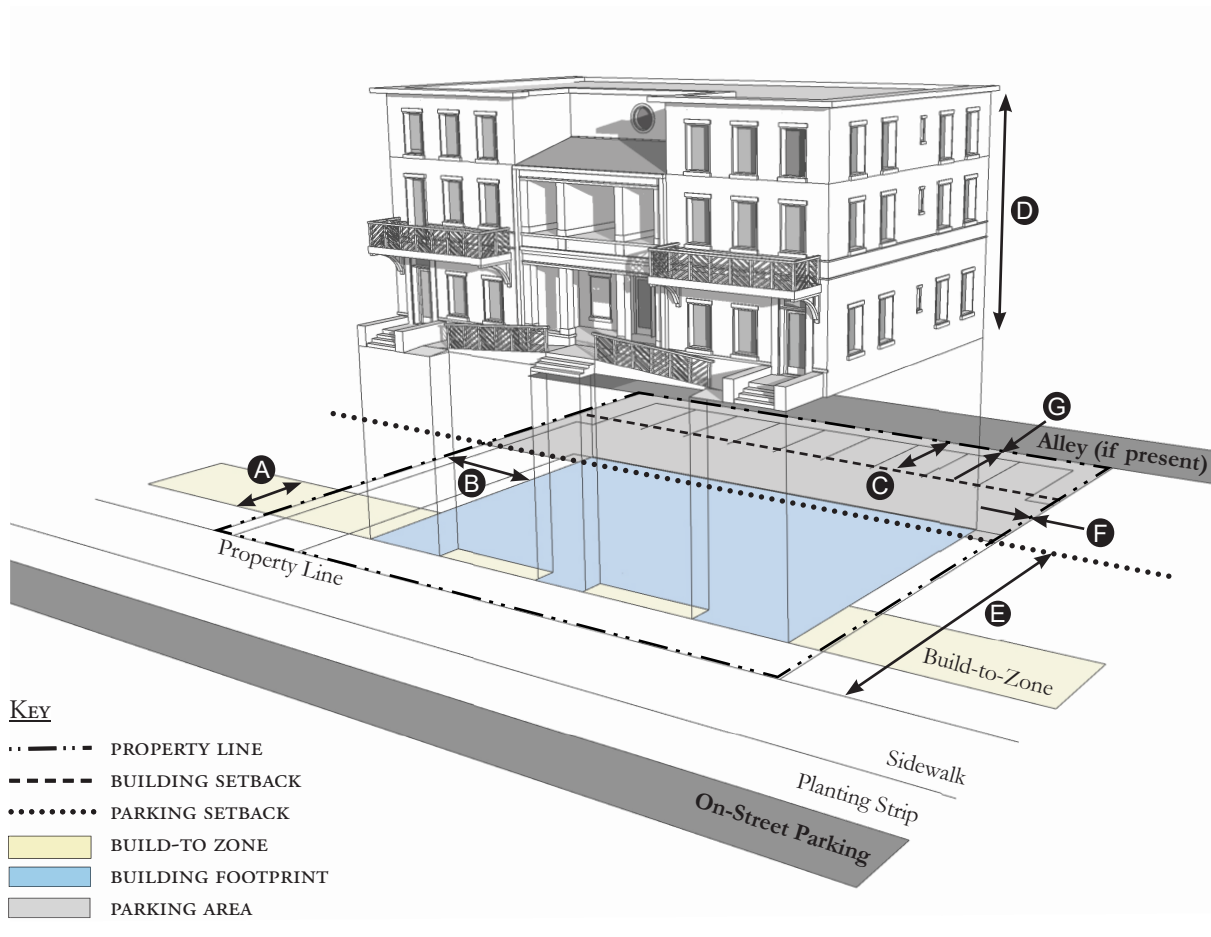 D
G
Alley (if present)
A
B
C
F
Property Line
E
Build-to-Zone
KEY
PROPERTY LINE
Sidewalk
BUILDING SETBACK
Planting Strip
PARKING SETBACK
On-Street Parking
BUILD-TO ZONE
BUILDING FOOTPRINT
PARKING AREA